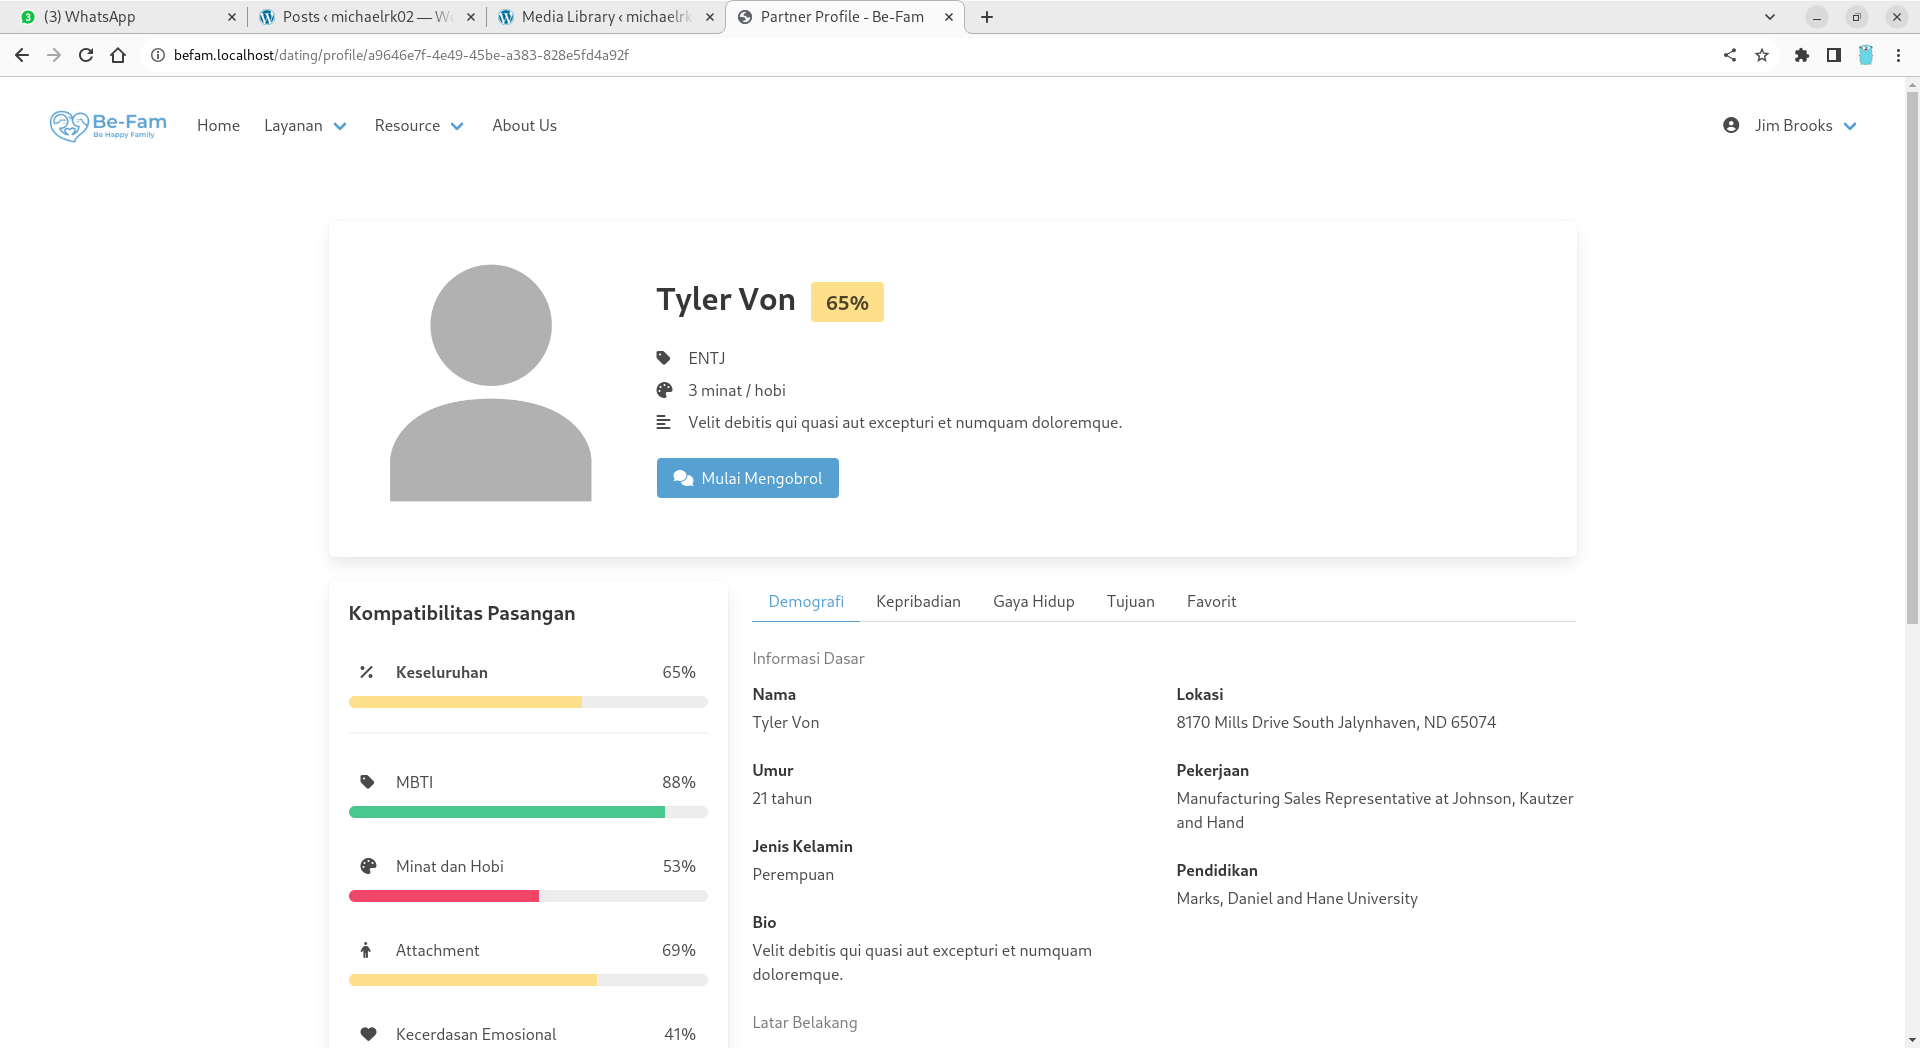 (3) WhatsApp
Posts ‹ michaelrk02 — W
Media Library ‹ michaelrk
Partner Profile - Be-Fam
befam.localhost/dating/profile/a9646e7f-4e49-45be-a383-828e5fd4a92f
Be-Fam
Be Happy Family
Home
Layanan
Resource
About Us
Jim Brooks
Tyler Von
65%
ENTJ
3 minat / hobi
Velit debitis qui quasi aut excepturi et numquam doloremque.
Mulai Mengobrol
Kompatibilitas Pasangan
Keseluruhan 65%
MBTI 88%
Minat dan Hobi 53%
Attachment 69%
Kecerdasan Emosional 41%
Demografi
Kepribadian
Gaya Hidup
Tujuan
Favorit
Informasi Dasar
Nama
Tyler Von
Umur
21 tahun
Jenis Kelamin
Perempuan
Bio
Velit debitis qui quasi aut excepturi et numquam
doloremque.
Lokasi
8170 Mills Drive South Jalynhaven, ND 65074
Pekerjaan
Manufacturing Sales Representative at Johnson, Kautzer
and Hand
Pendidikan
Marks, Daniel and Hane University
Latar Belakang